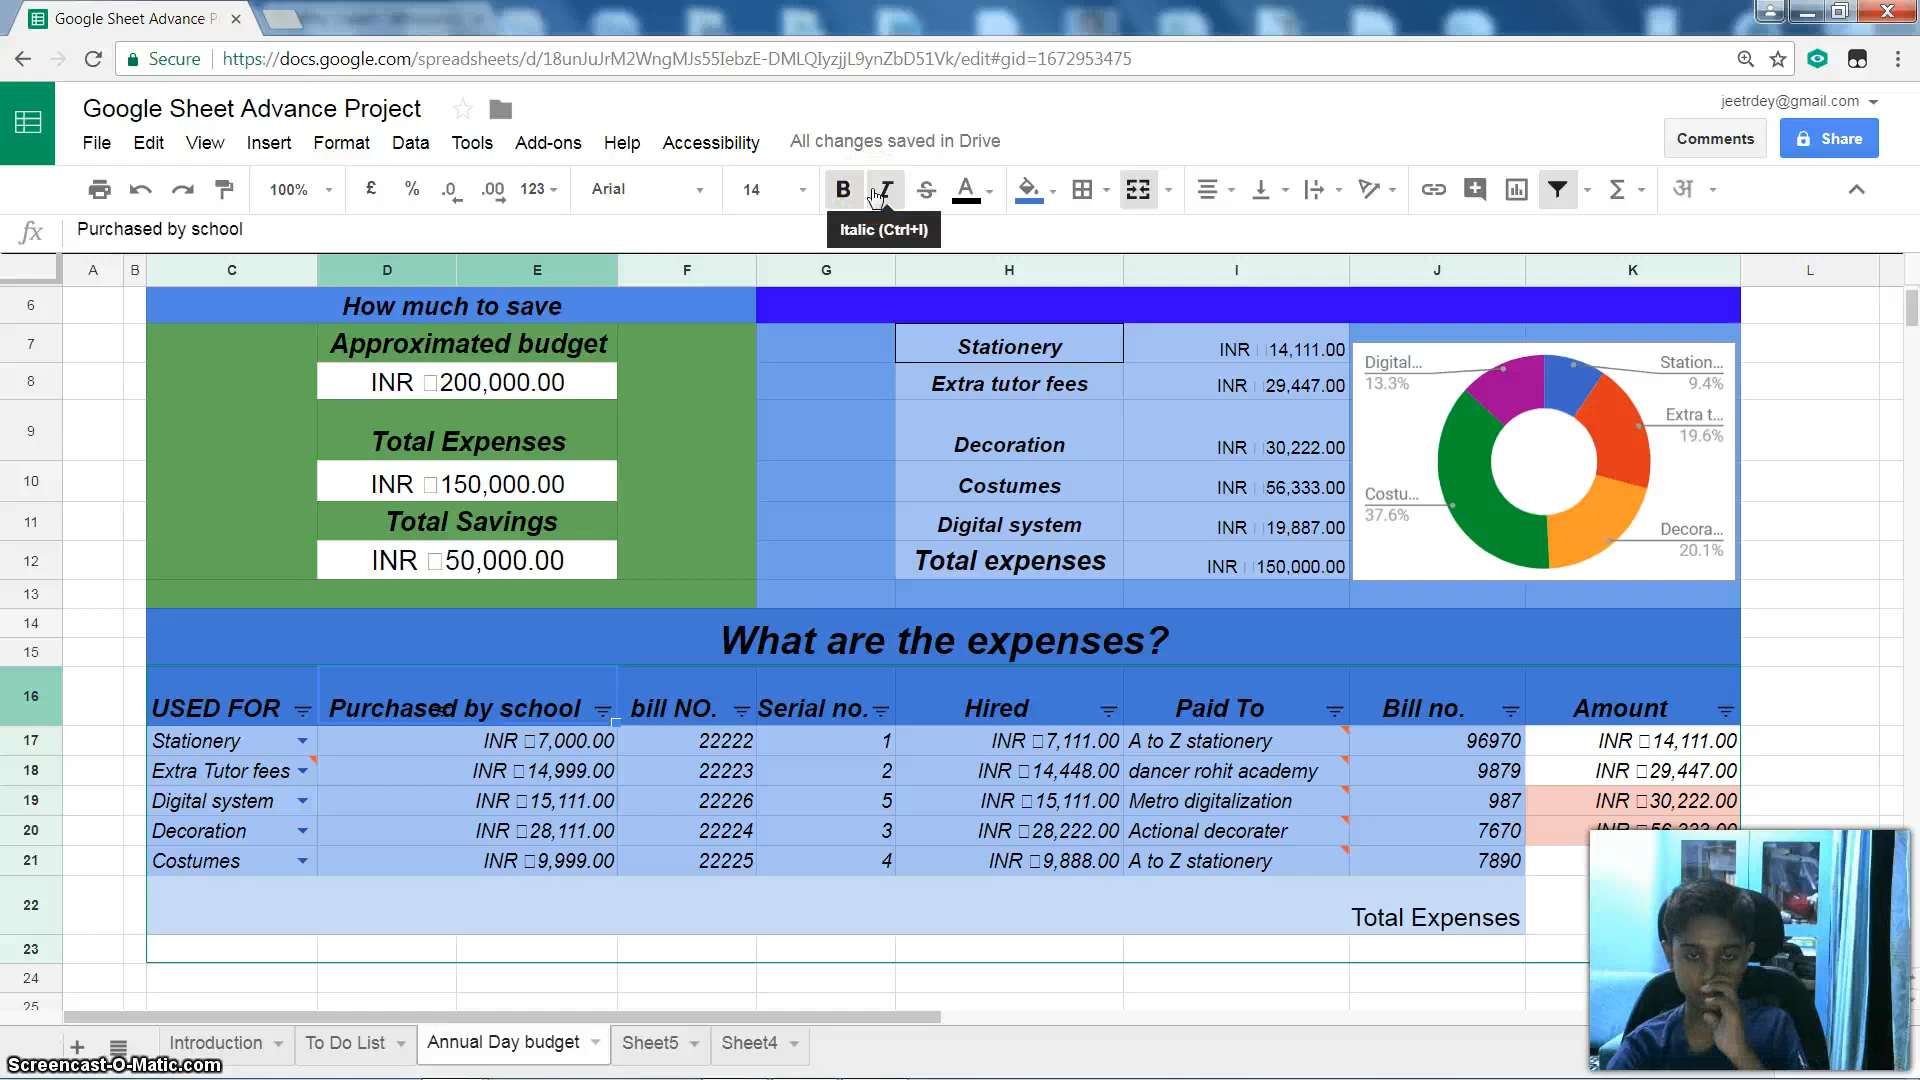 Google Sheet Advance P
Secure https://docs.google.com/spreadsheets/d/18unJuJrM2WngMJs55IebzE-DMLQIyzjjL9ynZbD51Vk/edit#gid=1672953475
Google Sheet Advance Project
jeetrdey@gmail.com
File Edit View Insert Format Data Tools Add-ons Help Accessibility All changes saved in Drive
Comments Share
100% £ % .0 .00 123 Arial 14 B I S A Σ अ
Italic (Ctrl+I)
fx Purchased by school
A B C D E F G H I J K L
6 How much to save
7 Approximated budget Stationery INR 14,111.00
8 INR 200,000.00 Extra tutor fees INR 29,447.00
9 Total Expenses Decoration INR 30,222.00
10 INR 150,000.00 Costumes INR 56,333.00
11 Total Savings Digital system INR 19,887.00
12 INR 50,000.00 Total expenses INR 150,000.00
Digital... 13.3%
Station... 9.4%
Extra t... 19.6%
Costu... 37.6%
Decora... 20.1%
13
14 What are the expenses?
15
16 USED FOR Purchased by school bill NO. Serial no. Hired Paid To Bill no. Amount
17 Stationery INR 7,000.00 22222 1 INR 7,111.00 A to Z stationery 96970 INR 14,111.00
18 Extra Tutor fees INR 14,999.00 22223 2 INR 14,448.00 dancer rohit academy 9879 INR 29,447.00
19 Digital system INR 15,111.00 22226 5 INR 15,111.00 Metro digitalization 987 INR 30,222.00
20 Decoration INR 28,111.00 22224 3 INR 28,222.00 Actional decorater 7670 INR 56,333.00
21 Costumes INR 9,999.00 22225 4 INR 9,888.00 A to Z stationery 7890
22 Total Expenses
23
24
25
Introduction To Do List Annual Day budget Sheet5 Sheet4
Screencast-O-Matic.com